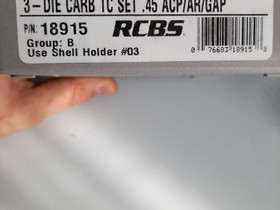 3-DIE CARB TC SET .45 ACP/AR/GAP
P/N: 18915 RCBS. 0 76683 18915
Group: B
Use Shell Holder #03